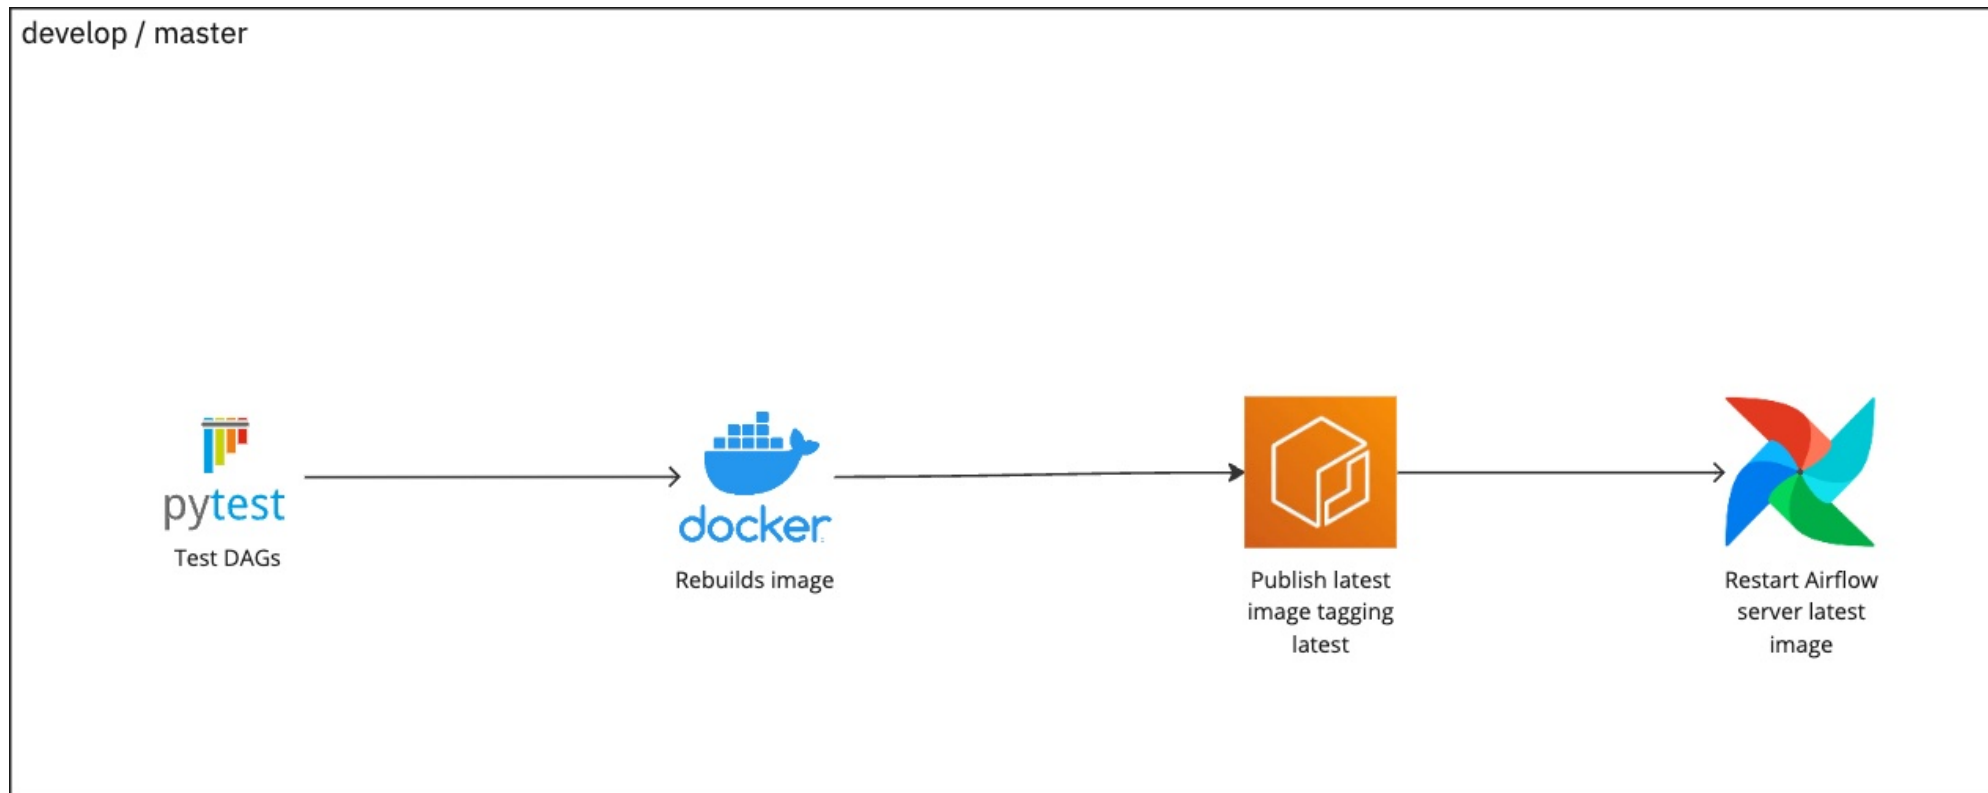 develop / master
pytest
Test DAGs
docker
Rebuilds image
Publish latest
image tagging
latest
Restart Airflow
server latest
image